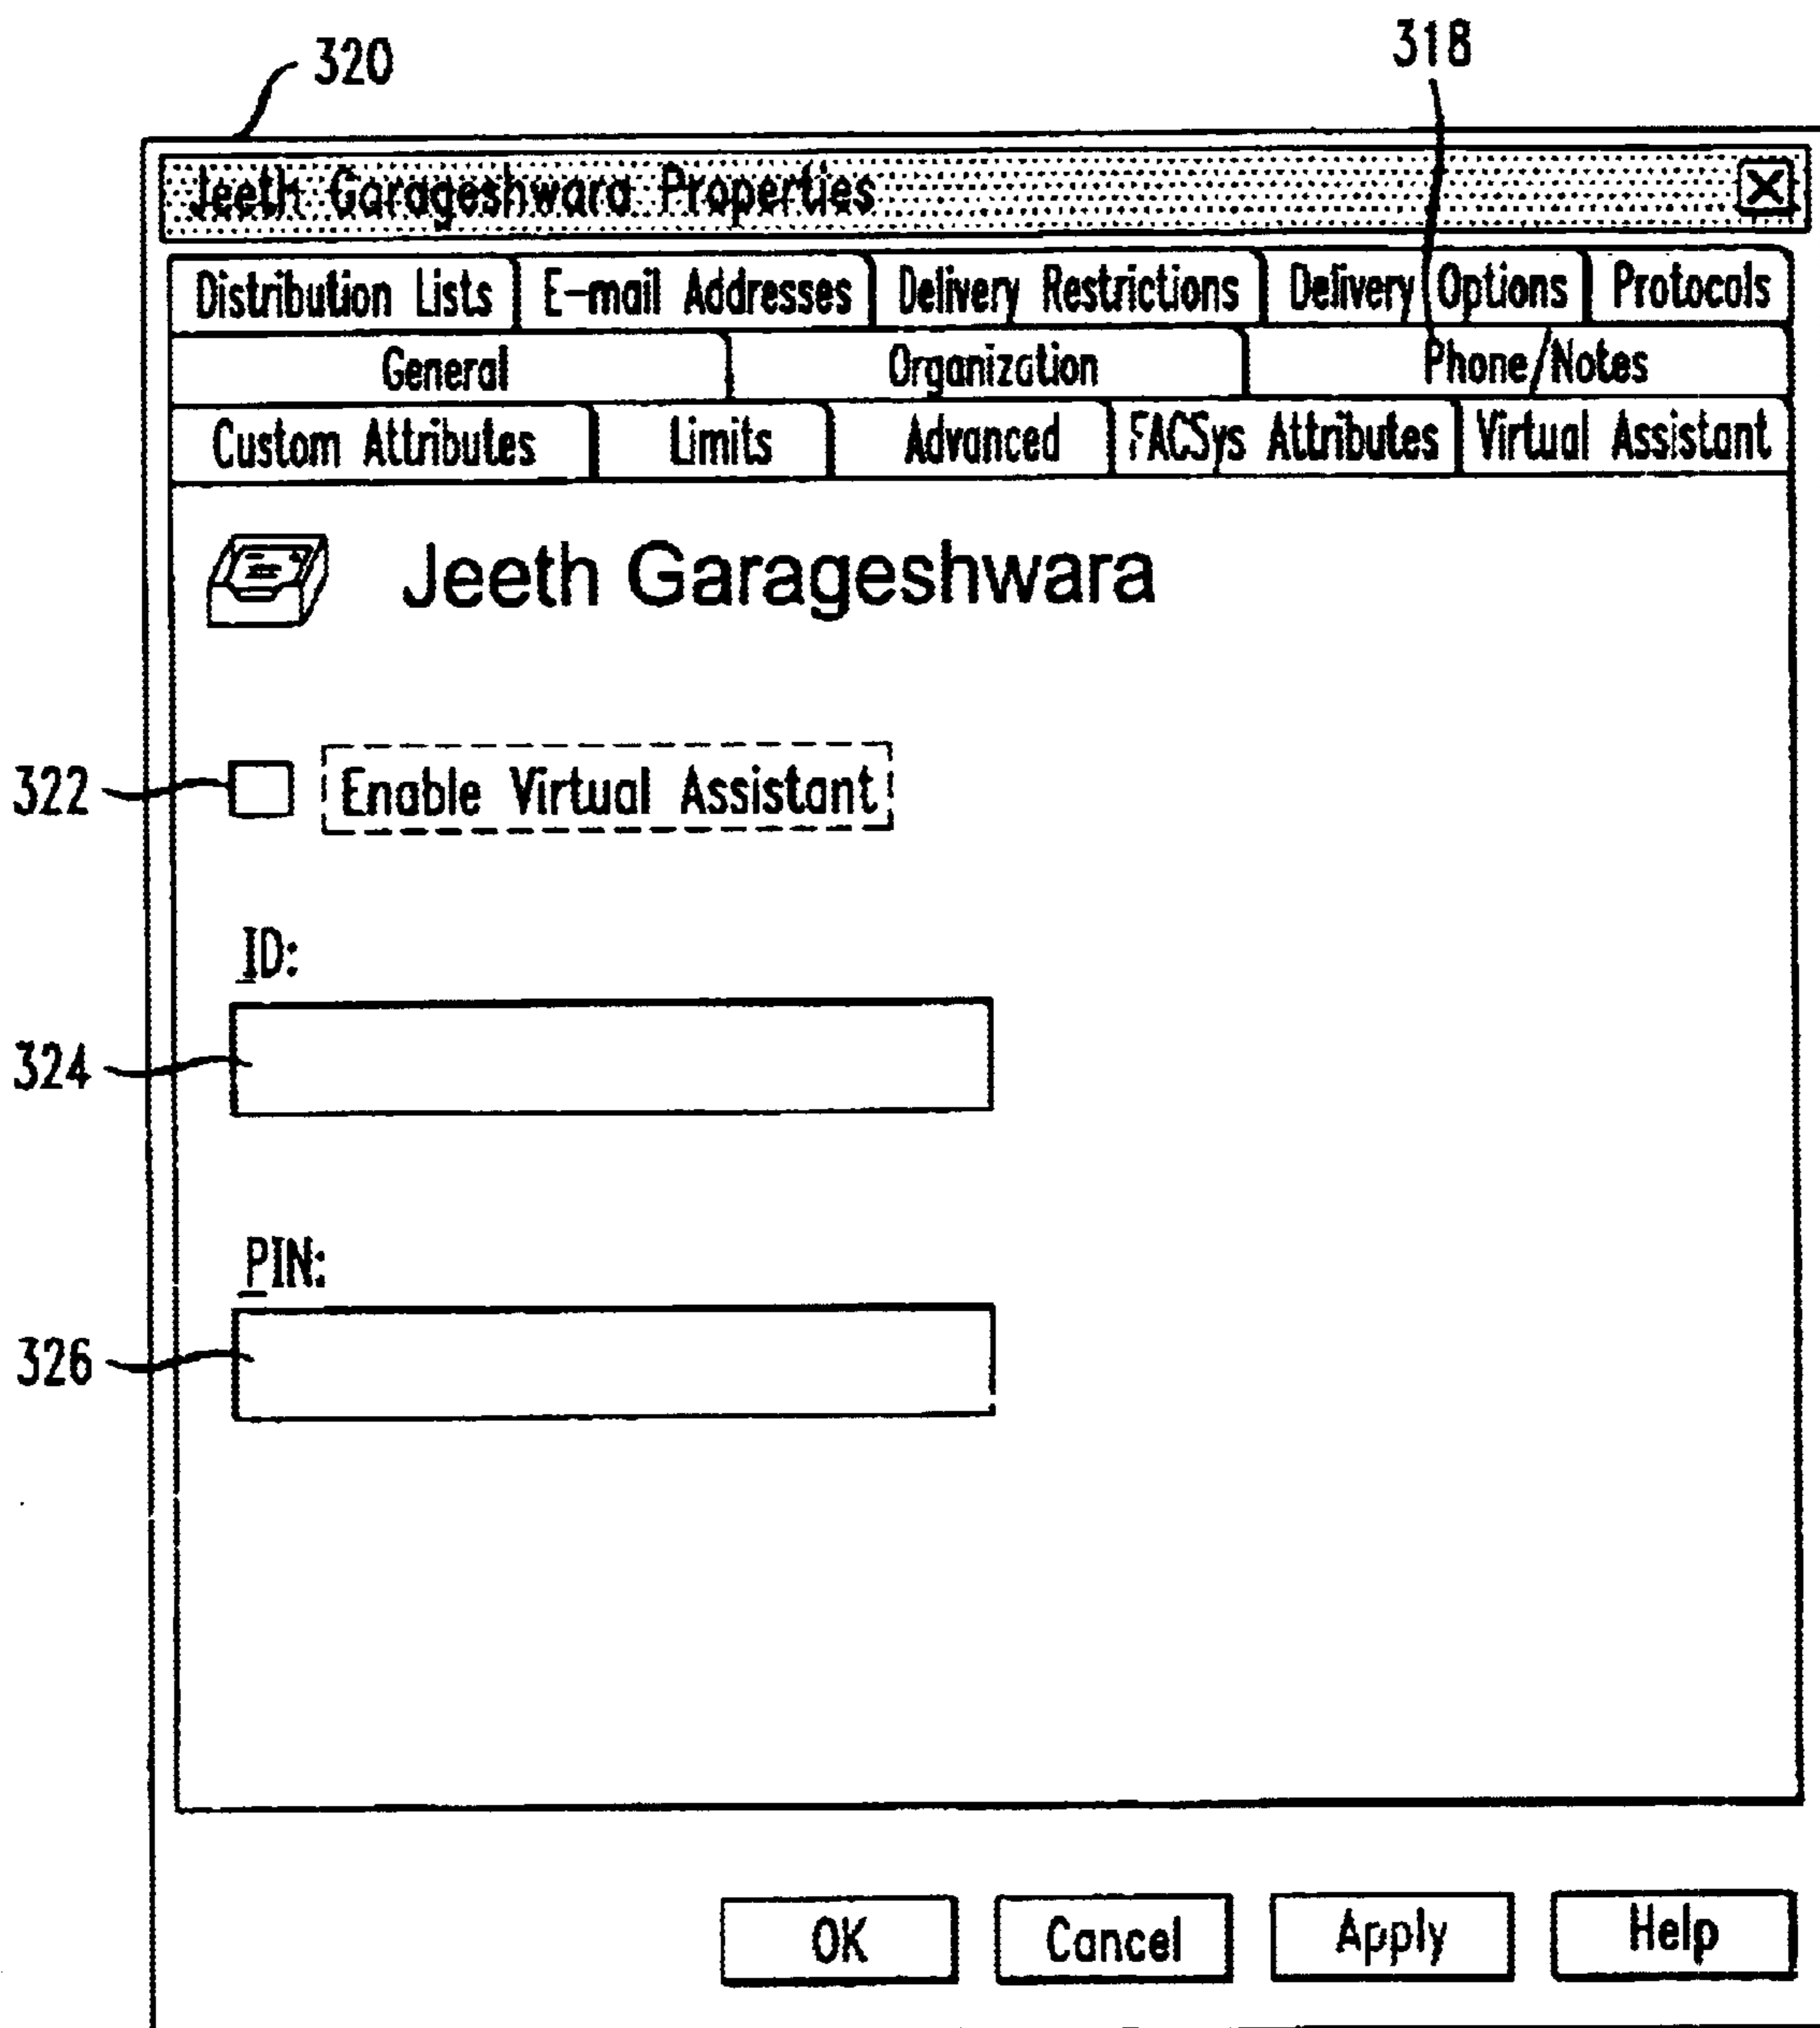 320
318
Jeeth Garageshwara Properties
Distribution Lists E-mail Addresses Delivery Restrictions Delivery Options Protocols
General Organization Phone/Notes
Custom Attributes Limits Advanced FACSys Attributes Virtual Assistant
Jeeth Garageshwara
322
Enable Virtual Assistant
ID:
324
PIN:
326
OK Cancel Apply Help